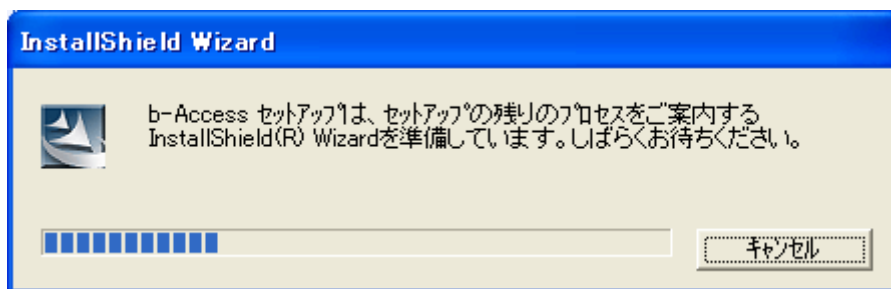 InstallShield Wizard
b-Access セットアップは、セットアップの残りのプロセスをご案内する
InstallShield(R) Wizardを準備しています。しばらくお待ちください。
キャンセル